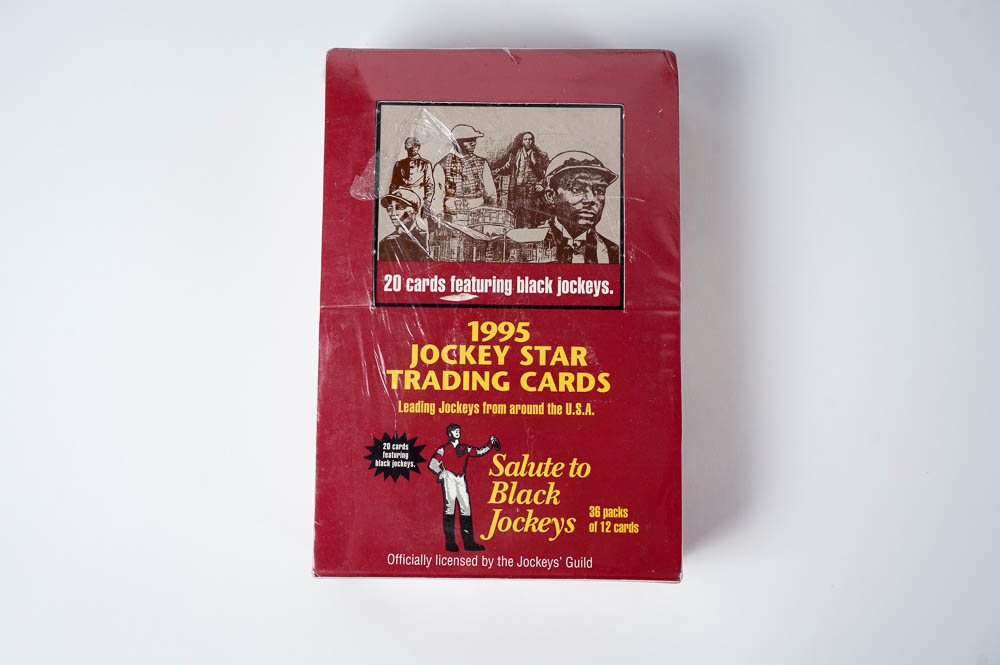 20 cards featuring black jockeys.
1995
JOCKEY STAR
TRADING CARDS
Leading Jockeys from around the U.S.A.
20 cards
featuring
black jockeys.
Salute to
Black
Jockeys
36 packs
of 12 cards
Officially licensed by the Jockeys' Guild